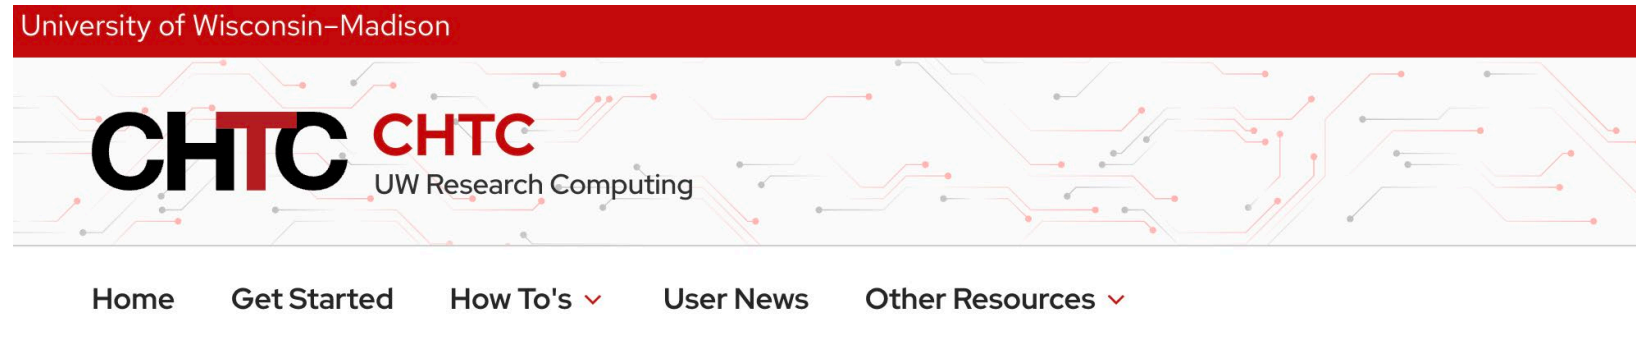 University of Wisconsin–Madison
CHTC
CHTC
UW Research Computing
Home Get Started How To's User News Other Resources